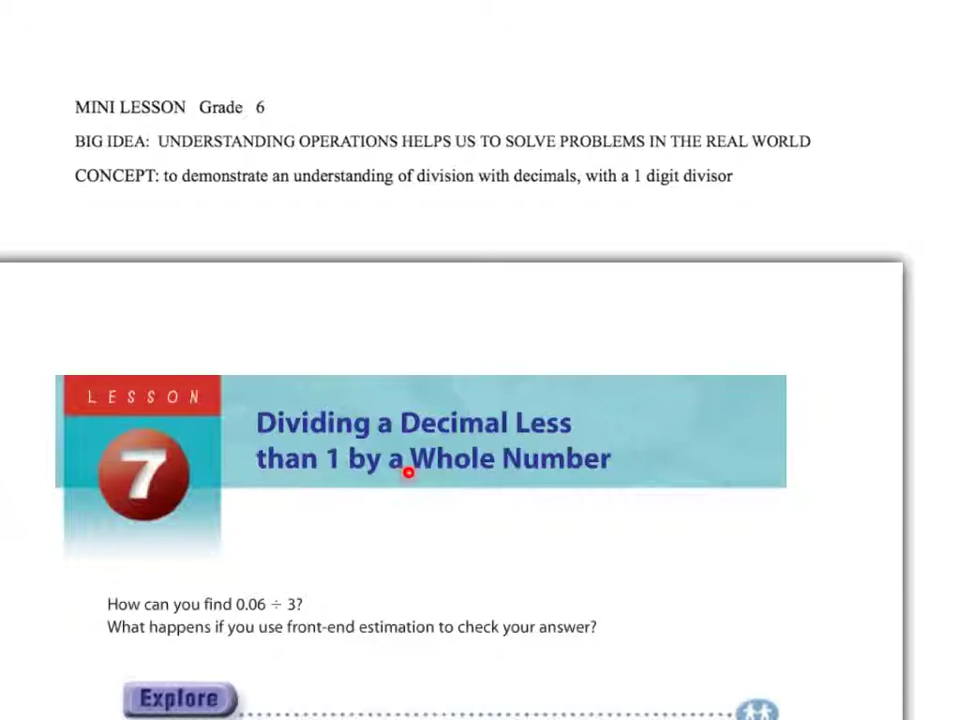 MINI LESSON Grade 6
BIG IDEA: UNDERSTANDING OPERATIONS HELPS US TO SOLVE PROBLEMS IN THE REAL WORLD
CONCEPT: to demonstrate an understanding of division with decimals, with a 1 digit divisor
LESSON
7
Dividing a Decimal Less
than 1 by a Whole Number
How can you find 0.06 ÷ 3?
What happens if you use front-end estimation to check your answer?
Explore